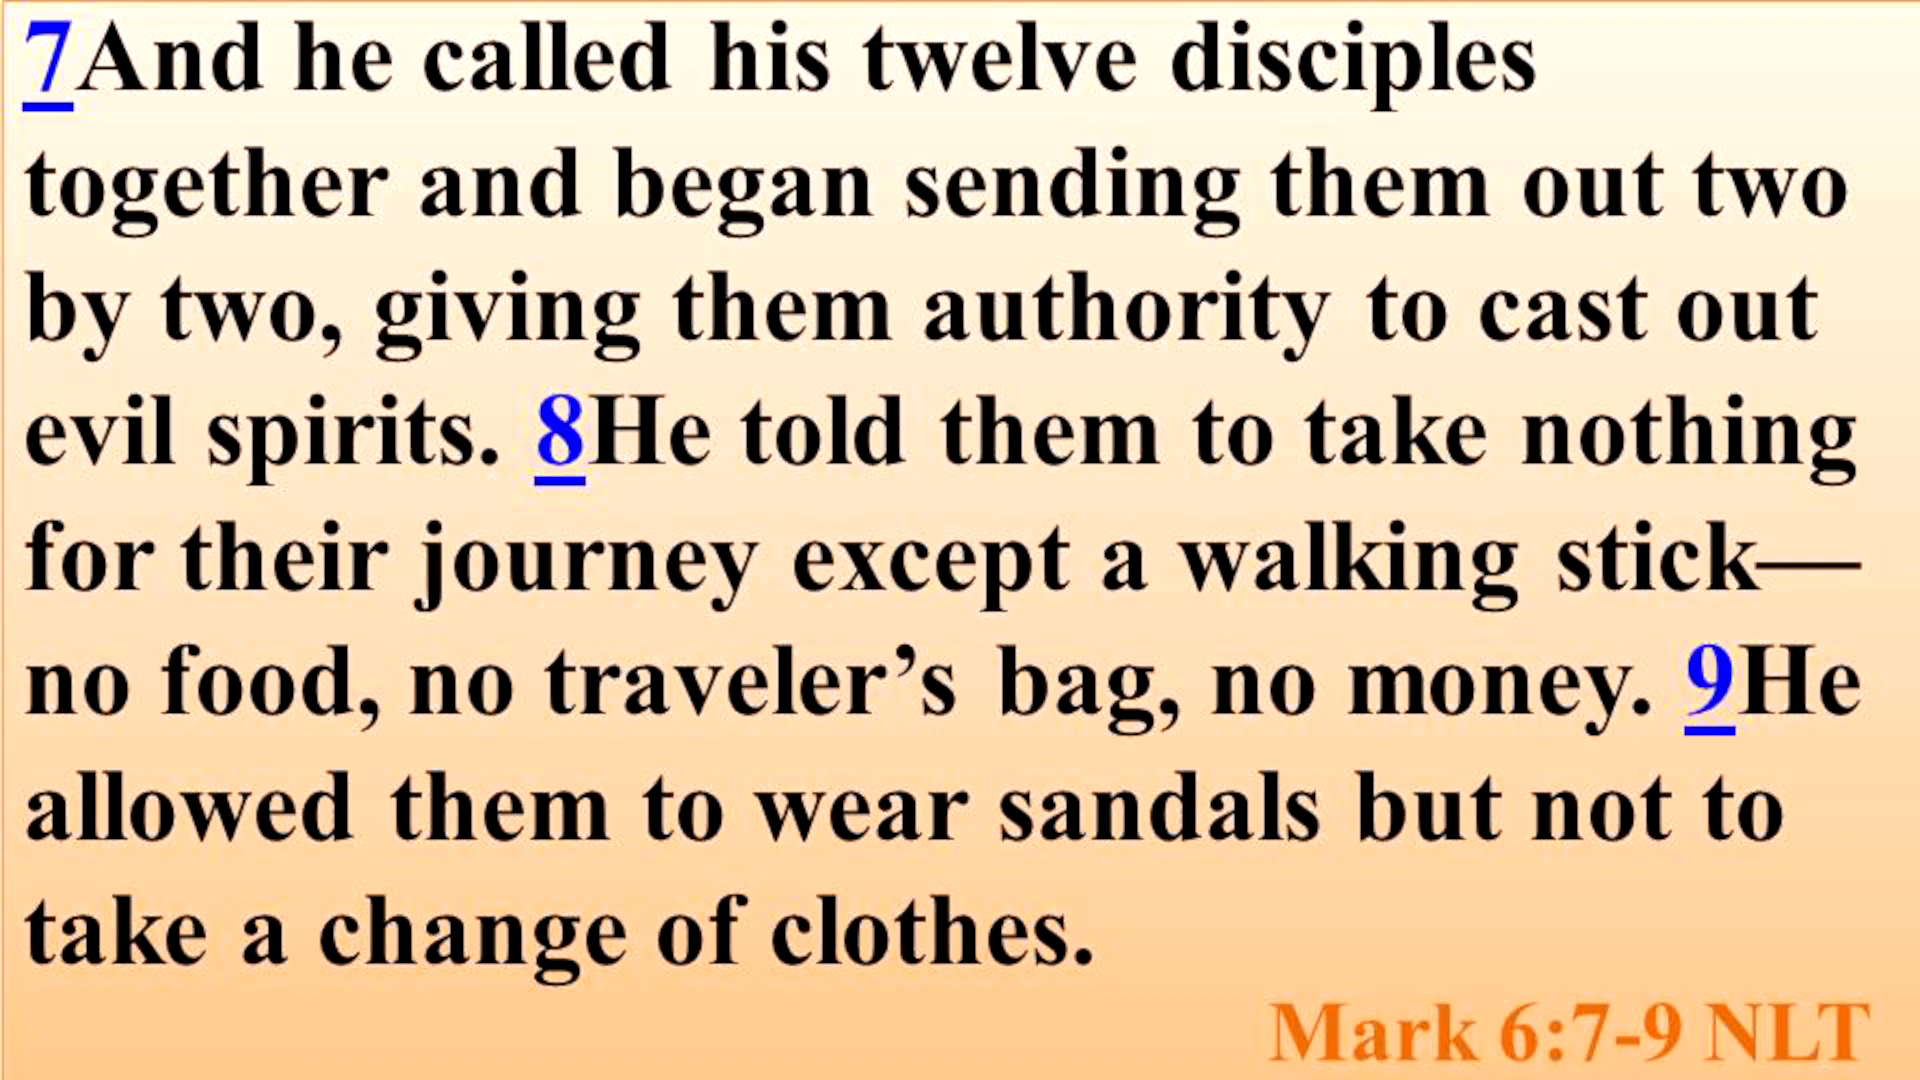 7And he called his twelve disciples
together and began sending them out two
by two, giving them authority to cast out
evil spirits. 8He told them to take nothing
for their journey except a walking stick—
no food, no traveler’s bag, no money. 9He
allowed them to wear sandals but not to
take a change of clothes.
Mark 6:7-9 NLT